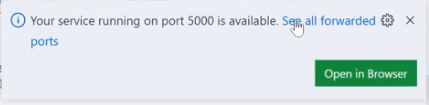 Your service running on port 5000 is available. See all forwarded
ports
Open in Browser